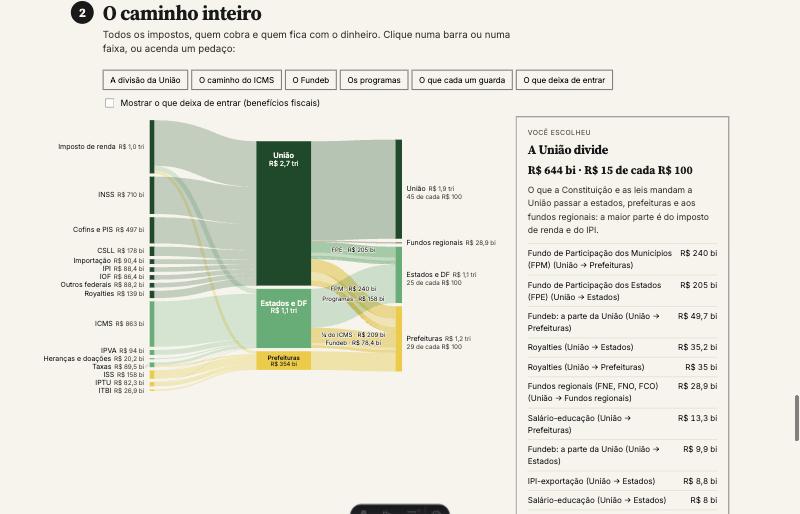 2 O caminho inteiro
Todos os impostos, quem cobra e quem fica com o dinheiro. Clique numa barra ou numa
faixa, ou acenda um pedaço:
A divisão da União
O caminho do ICMS
O Fundeb
Os programas
O que cada um guarda
O que deixa de entrar
Mostrar o que deixa de entrar (benefícios fiscais)
Imposto de renda R$ 1,0 tri
INSS R$ 710 bi
Cofins e PIS R$ 497 bi
CSLL R$ 178 bi
Importação R$ 90,4 bi
IPI R$ 88,4 bi
IOF R$ 86,4 bi
Outros federais R$ 88,2 bi
Royalties R$ 139 bi
ICMS R$ 863 bi
IPVA R$ 94 bi
Heranças e doações R$ 20,2 bi
Taxas R$ 89,5 bi
ISS R$ 158 bi
IPTU R$ 82,3 bi
ITBI R$ 26,9 bi
União
R$ 2,7 tri
Estados e DF
R$ 1,1 tri
Prefeituras
R$ 354 bi
FPE · R$ 205 bi
FPM · R$ 240 bi
Programas · R$ 158 bi
¼ do ICMS · R$ 209 bi
Fundeb · R$ 78,4 bi
União R$ 1,9 tri
45 de cada R$ 100
Fundos regionais R$ 28,9 bi
Estados e DF R$ 1,1 tri
25 de cada R$ 100
Prefeituras R$ 1,2 tri
29 de cada R$ 100
VOCÊ ESCOLHEU
A União divide
R$ 644 bi · R$ 15 de cada R$ 100
O que a Constituição e as leis mandam a
União passar a estados, prefeituras e aos
fundos regionais: a maior parte é do imposto
de renda e do IPI.
Fundo de Participação dos Municípios R$ 240 bi
(FPM) (União → Prefeituras)
Fundo de Participação dos Estados R$ 205 bi
(FPE) (União → Estados)
Fundeb: a parte da União (União → R$ 49,7 bi
Prefeituras)
Royalties (União → Estados) R$ 35,2 bi
Royalties (União → Prefeituras) R$ 35 bi
Fundos regionais (FNE, FNO, FCO) R$ 28,9 bi
(União → Fundos regionais)
Salário-educação (União → R$ 13,3 bi
Prefeituras)
Fundeb: a parte da União (União → R$ 9,9 bi
Estados)
IPI-exportação (União → Estados) R$ 8,8 bi
Salário-educação (União → Estados) R$ 8 bi